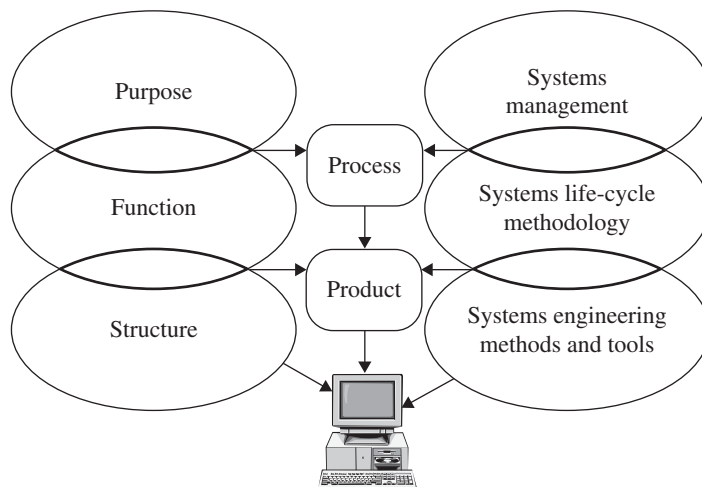 Purpose
Systems
management
Process
Function
Systems life-cycle
methodology
Product
Structure
Systems engineering
methods and tools